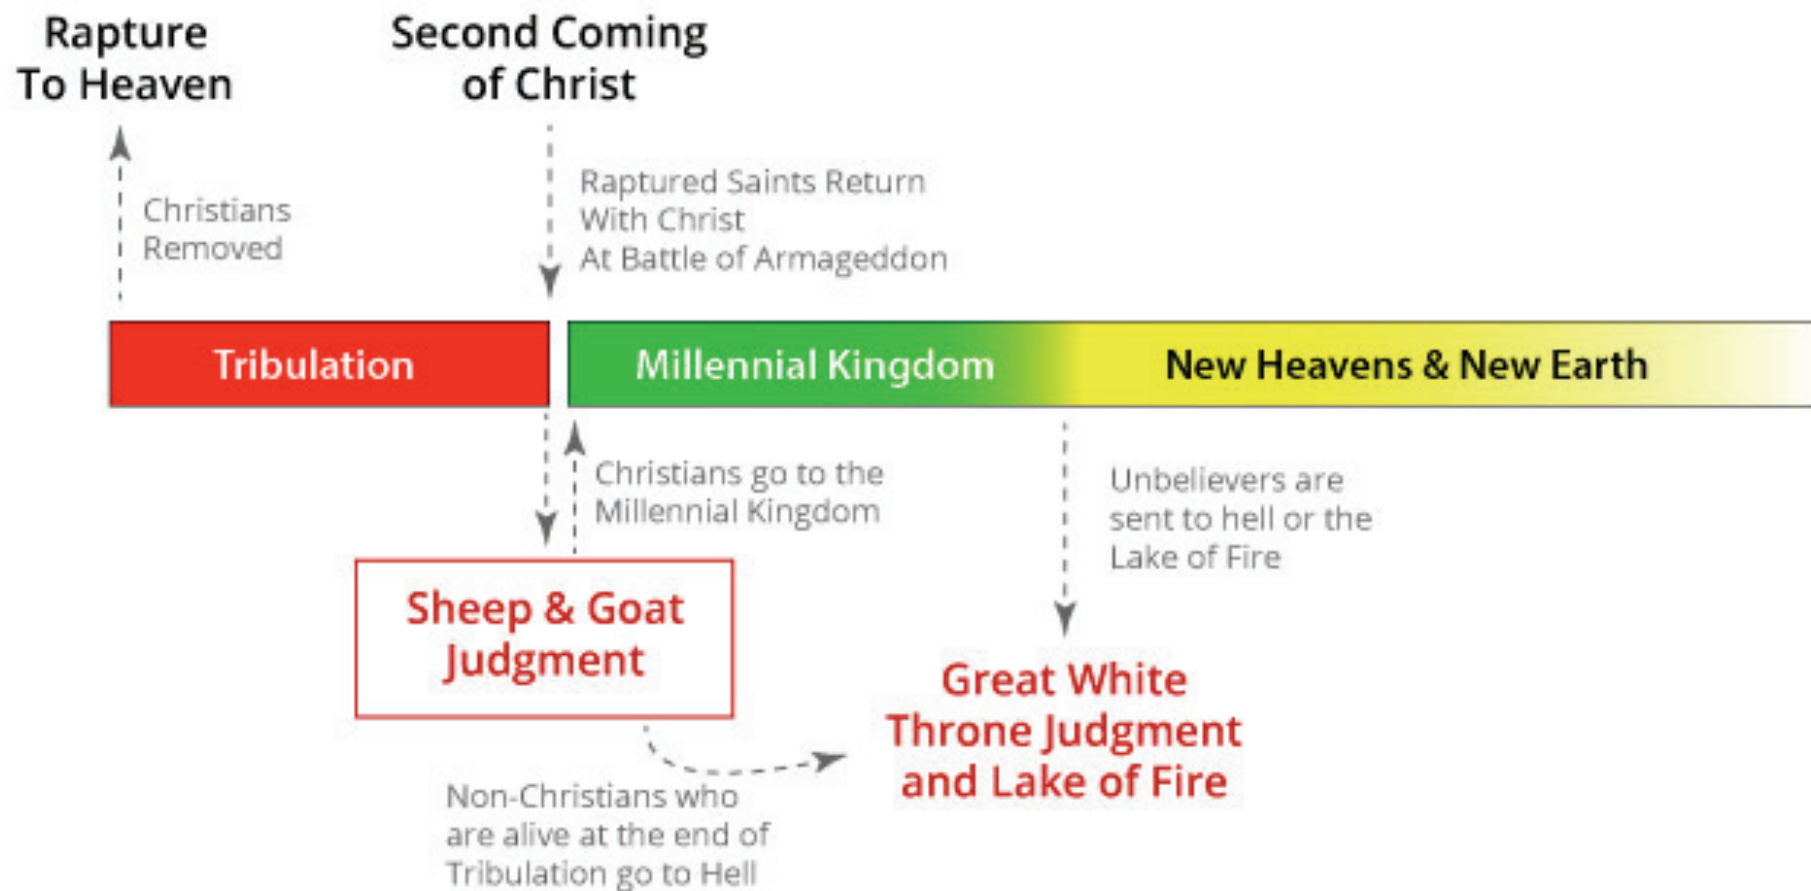 Rapture
To Heaven
Second Coming
of Christ
Christians
Removed
Raptured Saints Return
With Christ
At Battle of Armageddon
Tribulation
Millennial Kingdom
New Heavens & New Earth
Christians go to the
Millennial Kingdom
Unbelievers are
sent to hell or the
Lake of Fire
Sheep & Goat
Judgment
Great White
Throne Judgment
and Lake of Fire
Non-Christians who
are alive at the end of
Tribulation go to Hell